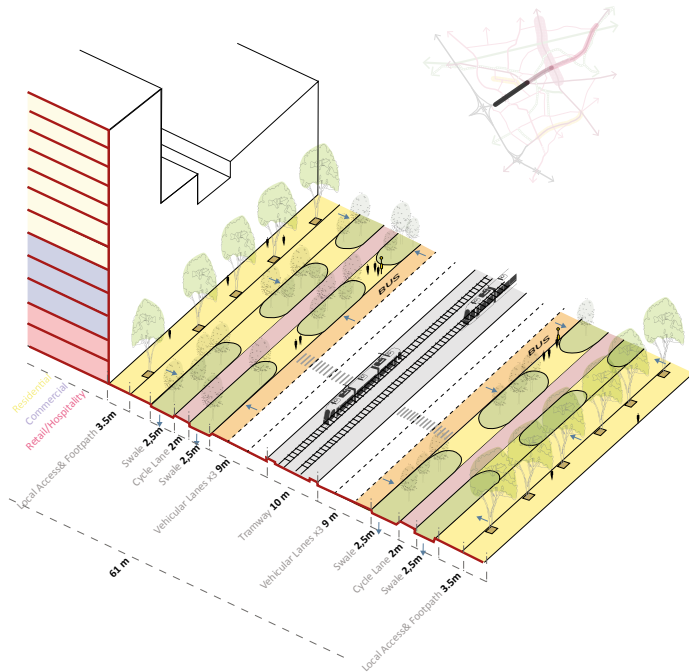 BUS
BUS
Residential
Commercial
Retail/Hospitality
Local Access& Footpath 3.5m
Swale 2,5m
Cycle Lane 2m
Swale 2,5m
Vehicular Lanes x3 9m
Tramway 10 m
Vehicular Lanes x3 9 m
Swale 2,5m
Cycle Lane 2m
Swale 2,5m
Local Access& Footpath 3.5m
61 m